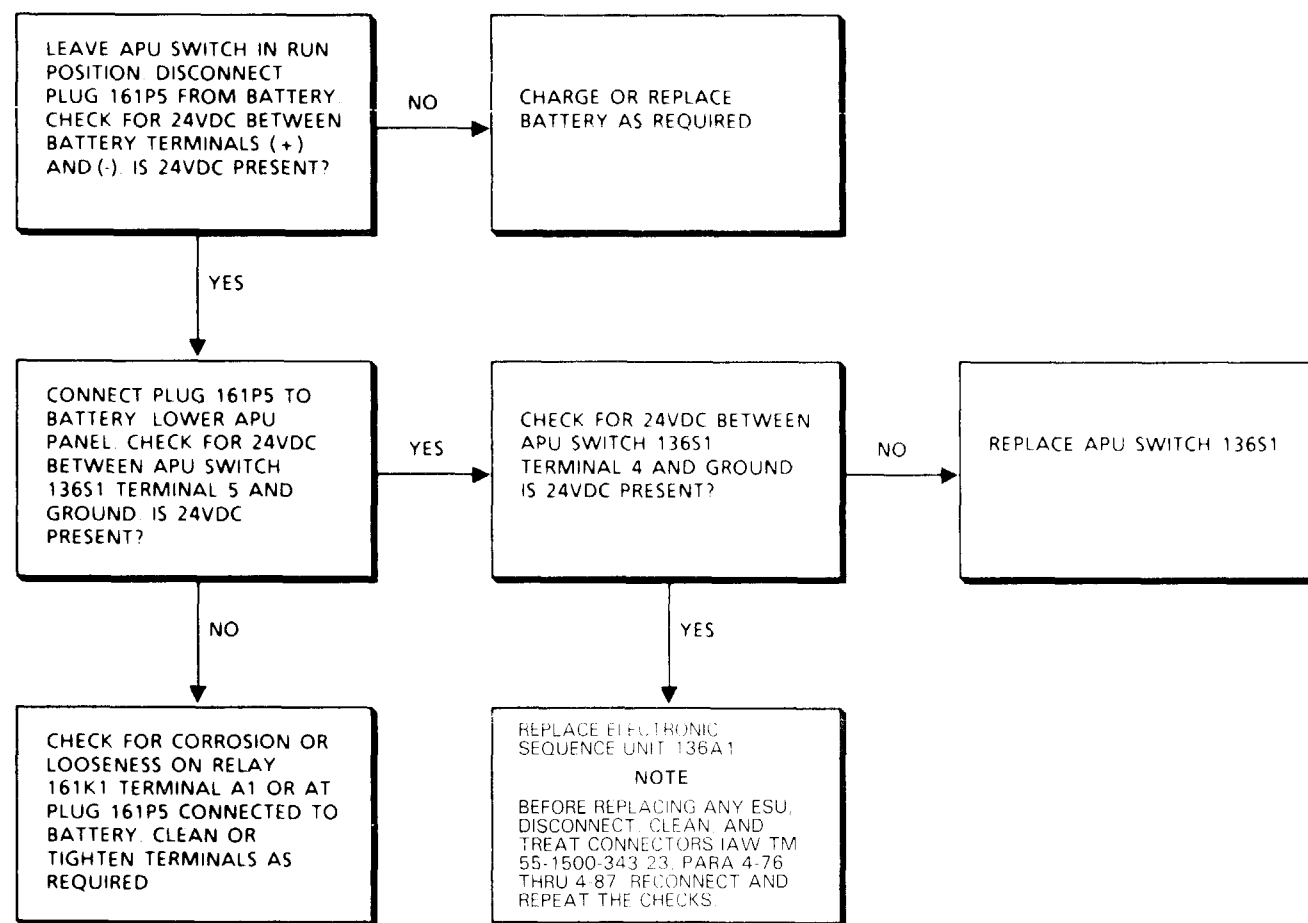 LEAVE APU SWITCH IN RUN
POSITION. DISCONNECT
PLUG 161P5 FROM BATTERY.
CHECK FOR 24VDC BETWEEN
BATTERY TERMINALS (+)
AND (-). IS 24VDC PRESENT?
NO
CHARGE OR REPLACE
BATTERY AS REQUIRED
YES
CONNECT PLUG 161P5 TO
BATTERY. LOWER APU
PANEL. CHECK FOR 24VDC
BETWEEN APU SWITCH
136S1 TERMINAL 5 AND
GROUND. IS 24VDC
PRESENT?
YES
CHECK FOR 24VDC BETWEEN
APU SWITCH 136S1
TERMINAL 4 AND GROUND
IS 24VDC PRESENT?
NO
REPLACE APU SWITCH 136S1
NO
CHECK FOR CORROSION OR
LOOSENESS ON RELAY
161K1 TERMINAL A1 OR AT
PLUG 161P5 CONNECTED TO
BATTERY. CLEAN OR
TIGHTEN TERMINALS AS
REQUIRED
YES
REPLACE ELECTRONIC
SEQUENCE UNIT 136A1
NOTE
BEFORE REPLACING ANY ESU,
DISCONNECT, CLEAN, AND
TREAT CONNECTORS IAW TM
55-1500-343 23, PARA 4-76
THRU 4-87. RECONNECT AND
REPEAT THE CHECKS.